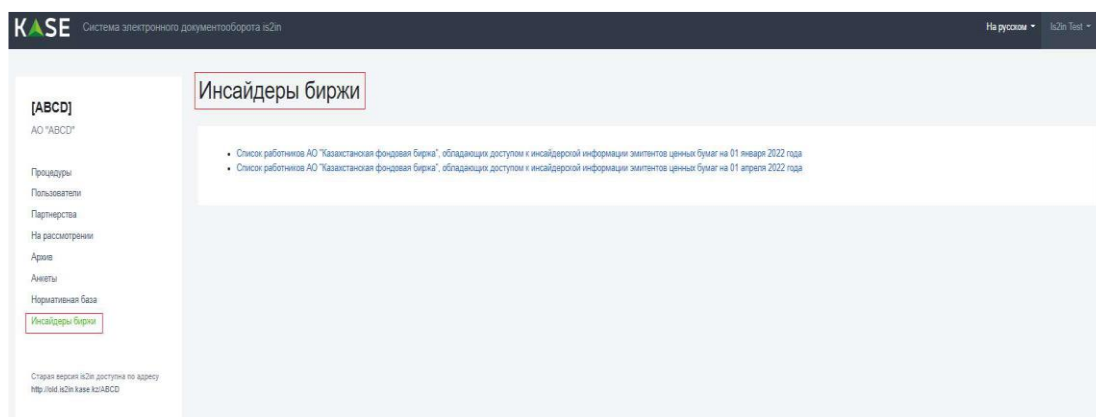 KASE Система электронного документооборота is2in
На русском Is2in Test
[ABCD]
АО "ABCD"
Процедуры
Пользователи
Партнерства
На рассмотрении
Архив
Анкеты
Нормативная база
Инсайдеры биржи
Старая версия is2in доступна по адресу
http://old.is2in.kase.kz/ABCD
Инсайдеры биржи
Список работников АО "Казахстанская фондовая биржа", обладающих доступом к инсайдерской информации эмитентов ценных бумаг на 01 января 2022 года
Список работников АО "Казахстанская фондовая биржа", обладающих доступом к инсайдерской информации эмитентов ценных бумаг на 01 апреля 2022 года